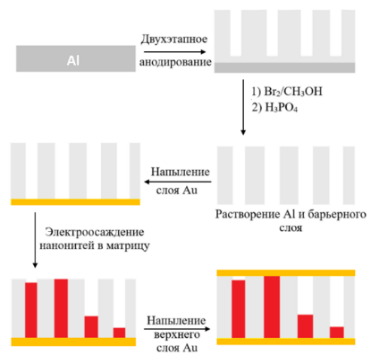 Al
Двухэтапное
анодирование
1) Br₂/CH₃OH
2) H₃PO₄
Растворение Al и барьерного
слоя
Напыление
слоя Au
Электроосаждение
нанонитей в матрицу
Напыление
верхнего
слоя Au